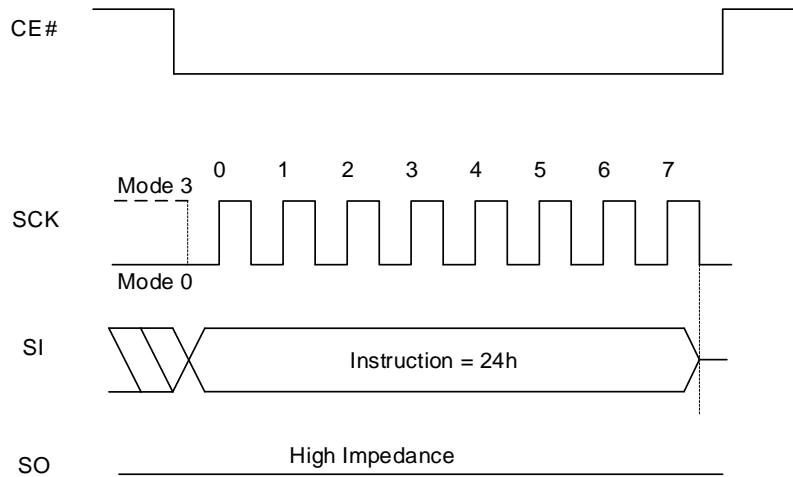 CE#
0 1 2 3 4 5 6 7
Mode 3
SCK
Mode 0
SI
Instruction = 24h
High Impedance
SO